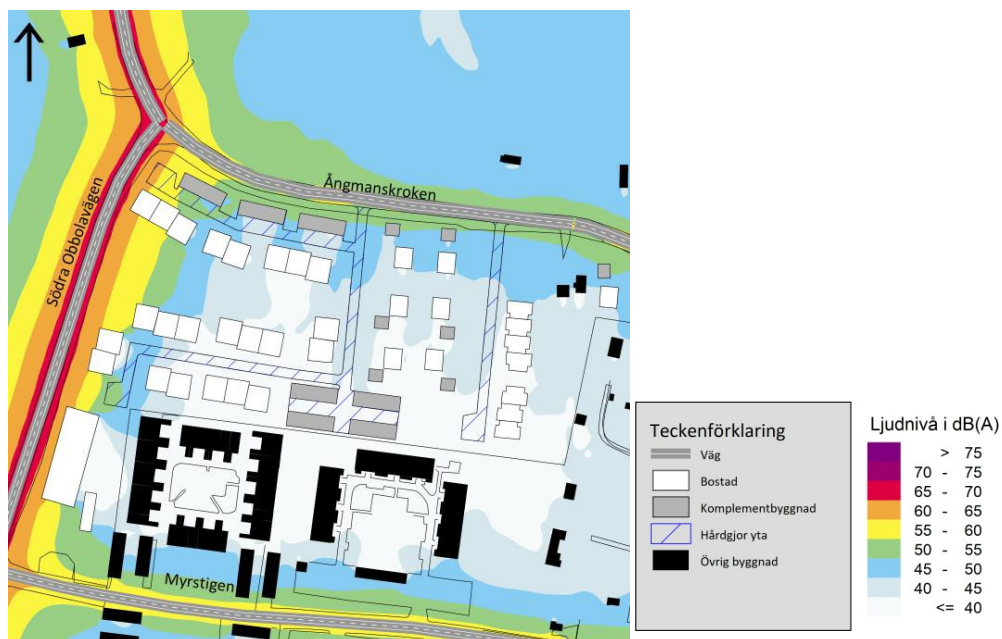 Ångmanskroken
Södra Obbolavägen
Myrstigen
Teckenförklaring
Väg
Bostad
Komplementbyggnad
Hårdgjor yta
Övrig byggnad
Ljudnivå i dB(A)
> 75
70 - 75
65 - 70
60 - 65
55 - 60
50 - 55
45 - 50
40 - 45
<= 40